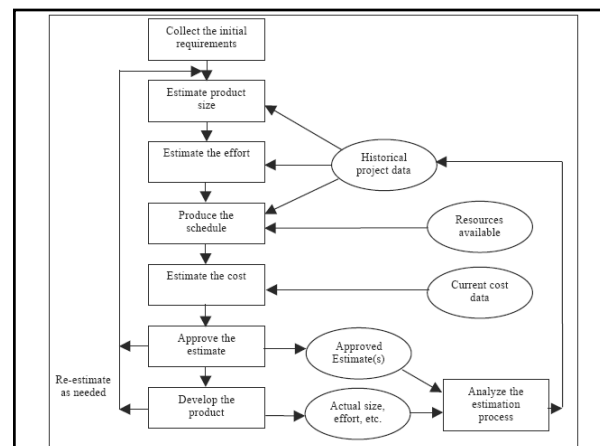 Collect the initial
requirements
Estimate product
size
Estimate the effort
Historical
project data
Produce the
schedule
Resources
available
Estimate the cost
Current cost
data
Approve the
estimate
Approved
Estimate(s)
Re-estimate
as needed
Develop the
product
Actual size,
effort, etc.
Analyze the
estimation
process